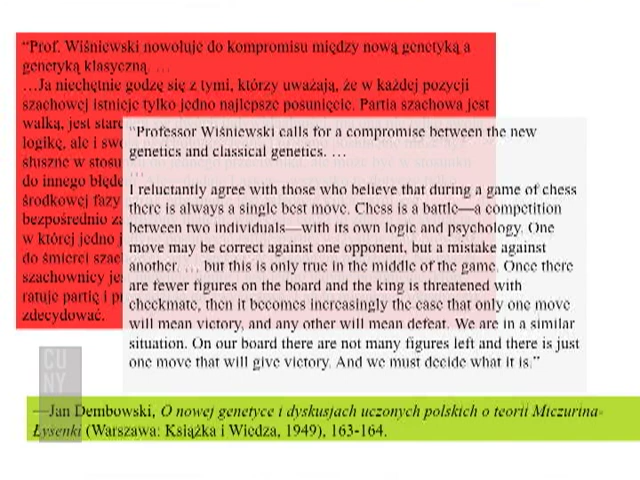 “Prof. Wiśniewski nowołuje do kompromisu między nową genetyką a
genetyką klasyczną. …
…Ja niechętnie godzę się z tymi, którzy uważają, że w każdej pozycji
szachowej istnieje tylko jedno najlepsze posunięcie. Partia szachowa jest
walką, jest
logikę, ale i
słuszne w
do innego
środkowej fazy
bezpośrednio
w której jedno
do śmierci
szachownicy
ratuje partię i
zdecydować.
“Professor Wiśniewski calls for a compromise between the new
genetics and classical genetics. …
…
I reluctantly agree with those who believe that during a game of chess
there is always a single best move. Chess is a battle—a competition
between two individuals—with its own logic and psychology. One
move may be correct against one opponent, but a mistake against
another. … but this is only true in the middle of the game. Once there
are fewer figures on the board and the king is threatened with
checkmate, then it becomes increasingly the case that only one move
will mean victory, and any other will mean defeat. We are in a similar
situation. On our board there are not many figures left and there is just
one move that will give victory. And we must decide what it is.”
CU
NY
—Jan Dembowski, O nowej genetyce i dyskusjach uczonych polskich o teorii Miczurina-
Łysenki (Warszawa: Książka i Wiedza, 1949), 163-164.